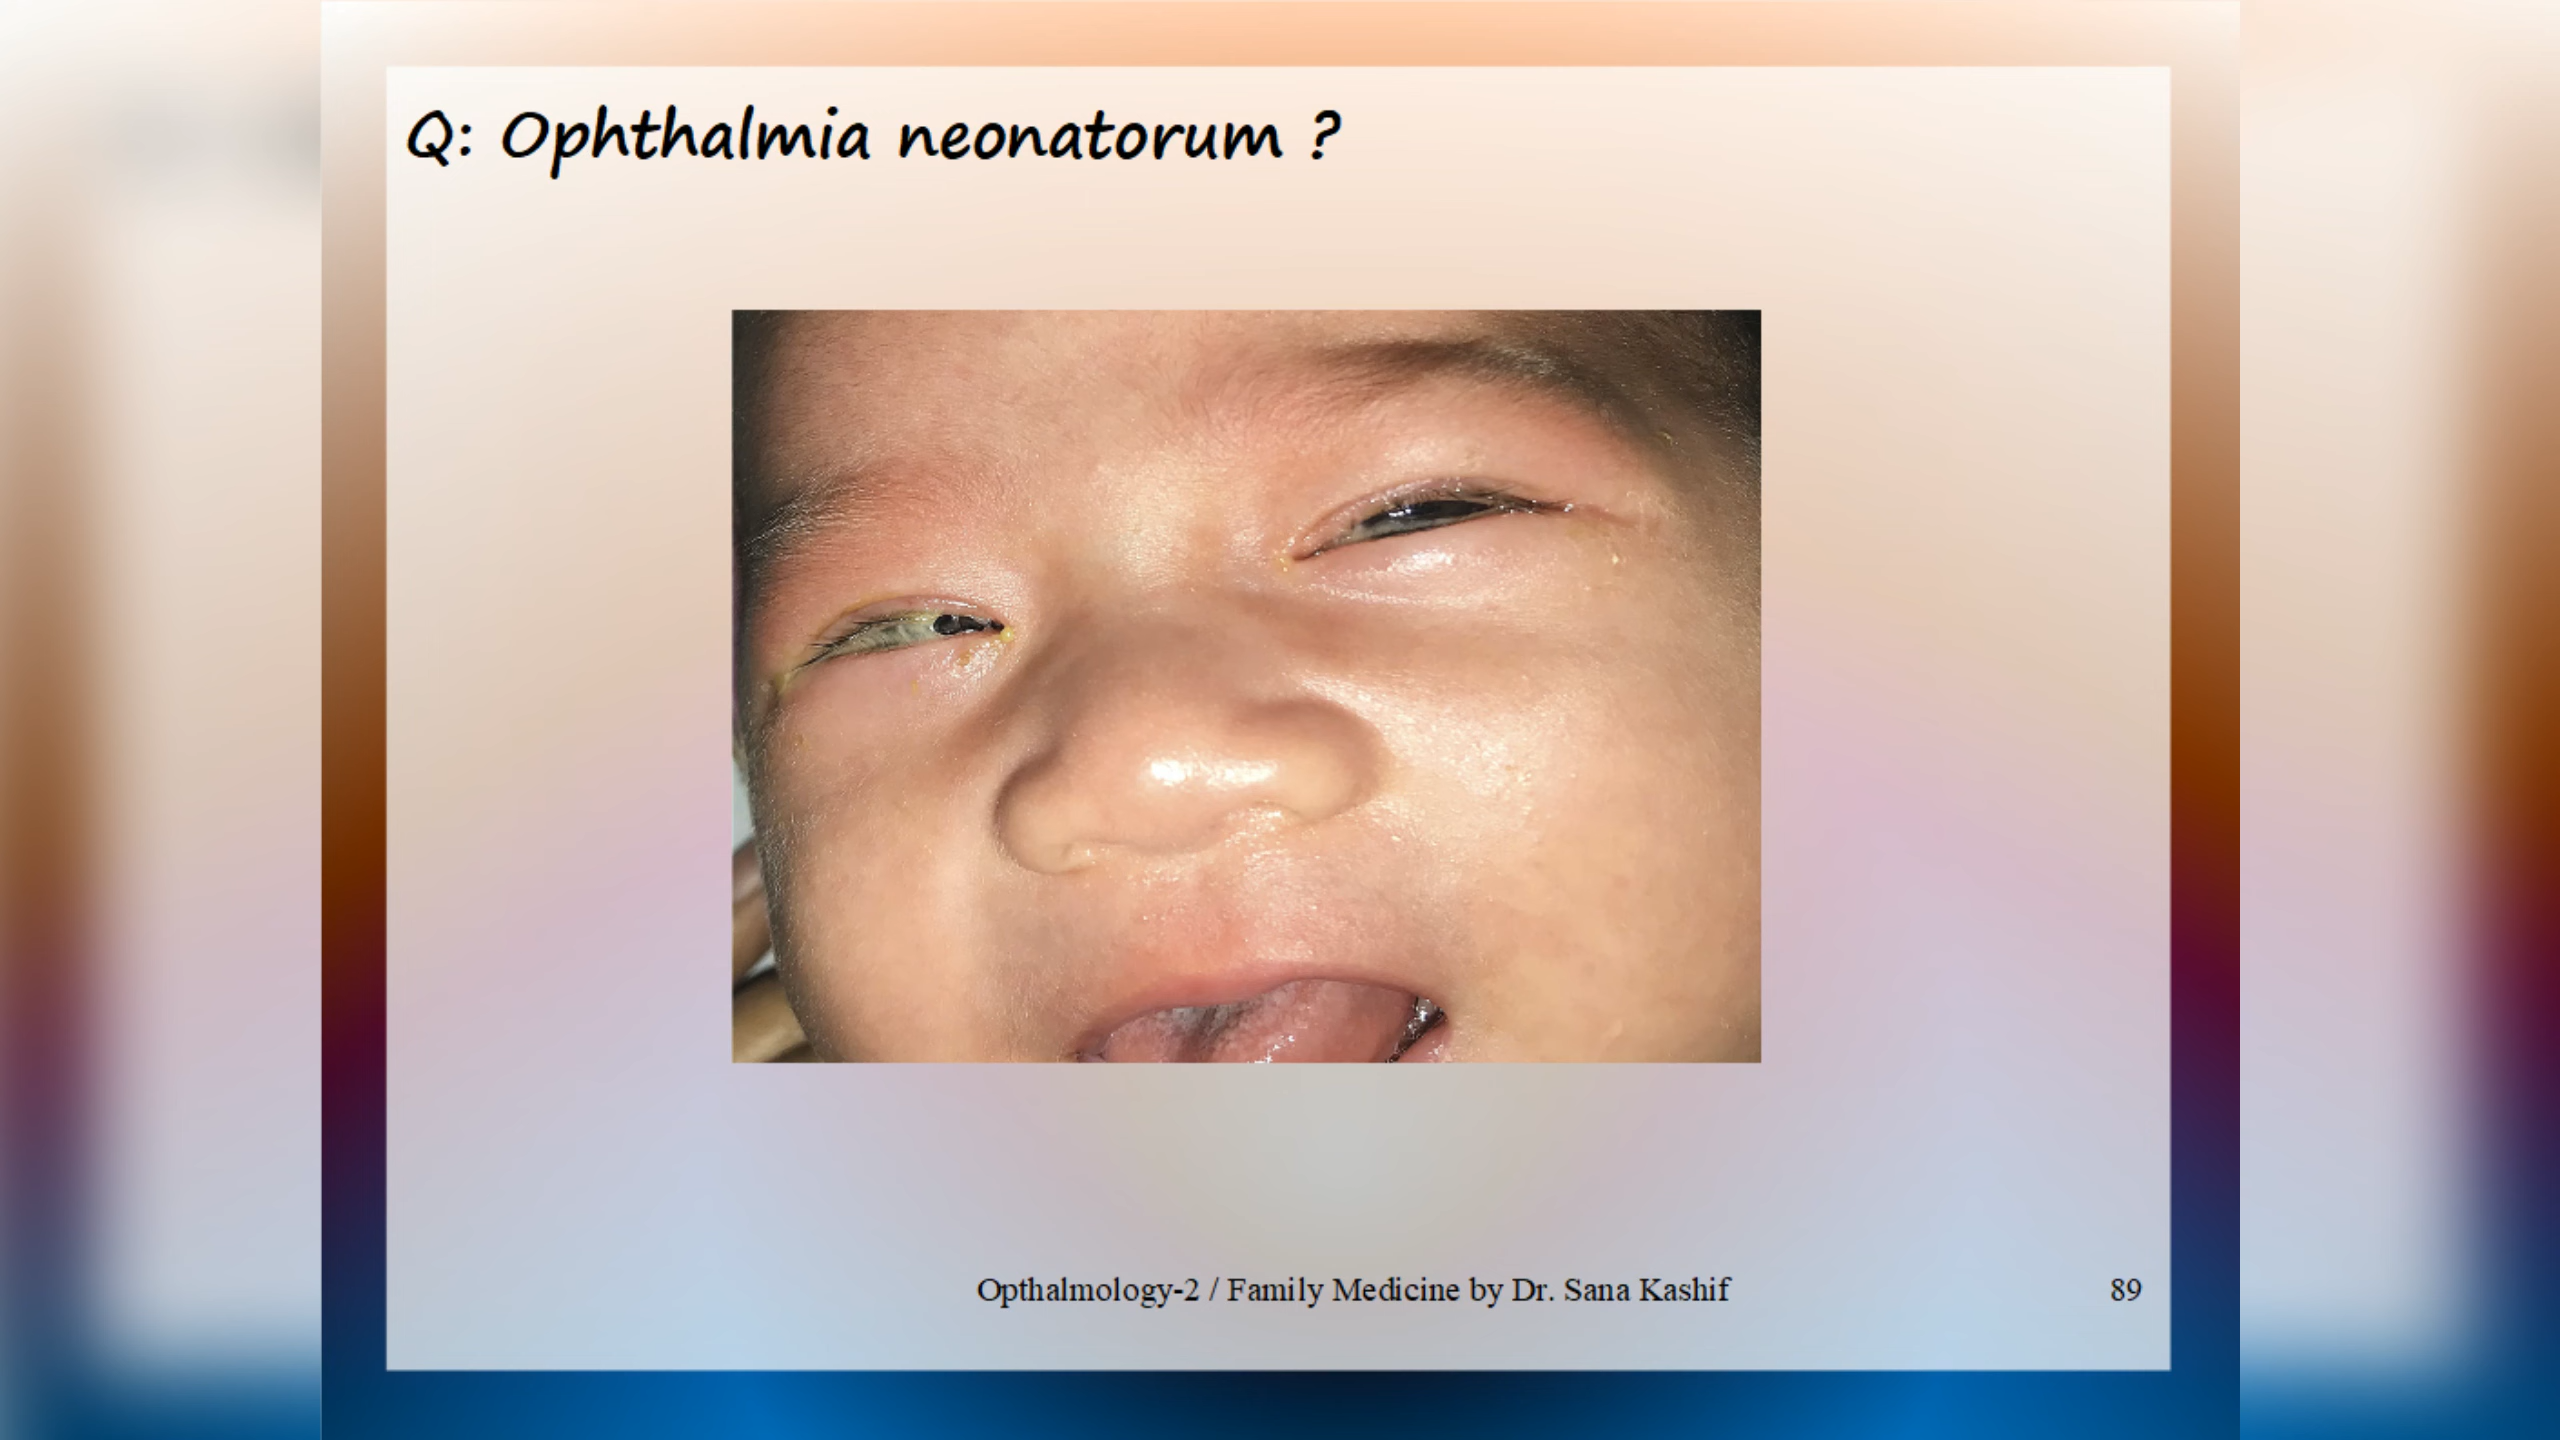 Q: Ophthalmia neonatorum ?
Opthalmology-2 / Family Medicine by Dr. Sana Kashif
89